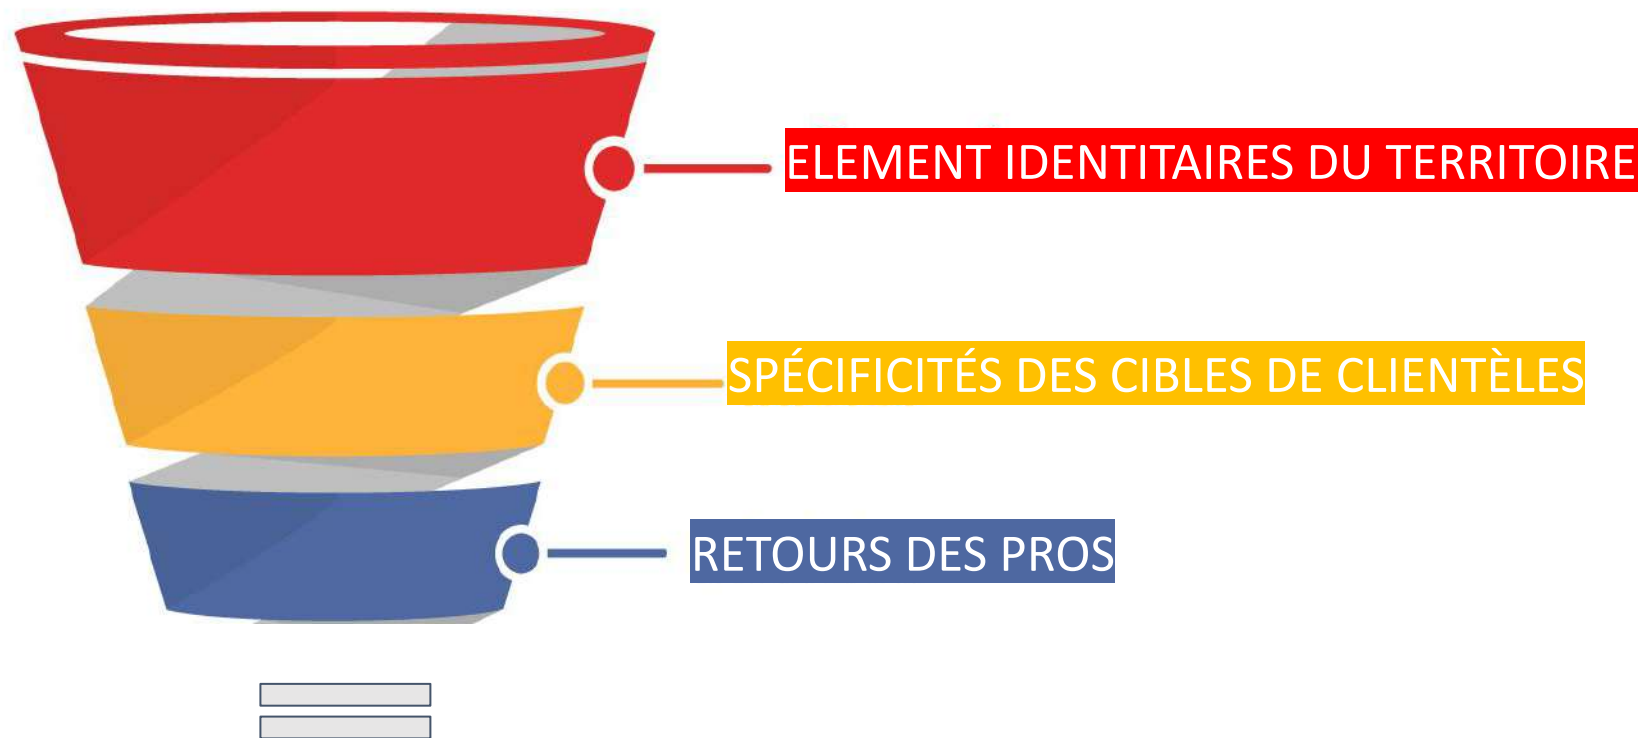 ELEMENT IDENTITAIRES DU TERRITOIRE
SPÉCIFICITÉS DES CIBLES DE CLIENTÈLES
RETOURS DES PROS